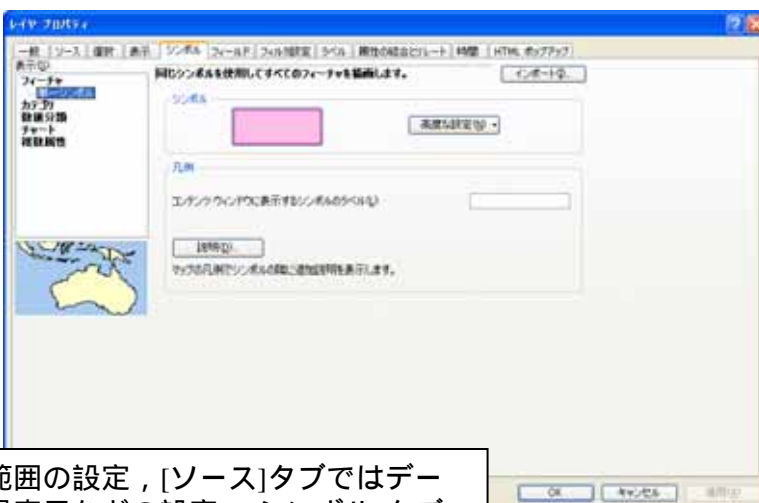 レイヤ プロパティ
一般 ソース 選択 表示 シンボル フィールド フィルタ設定 ラベル 属性の結合とリレート 時間 HTML ポップアップ
表示(S):
フィーチャ
単一シンボル
カテゴリ
数値分類
チャート
複数属性
同じシンボルを使用してすべてのフィーチャを描画します。
インポート(I)...
シンボル
高度な設定(N)
凡例
コンテンツ ウィンドウに表示するシンボルのラベル(L)
説明(D)...
マップの凡例でシンボルの隣に追加説明を表示します。
範囲の設定，[ソース]タブではデー
OK キャンセル 適用(A)